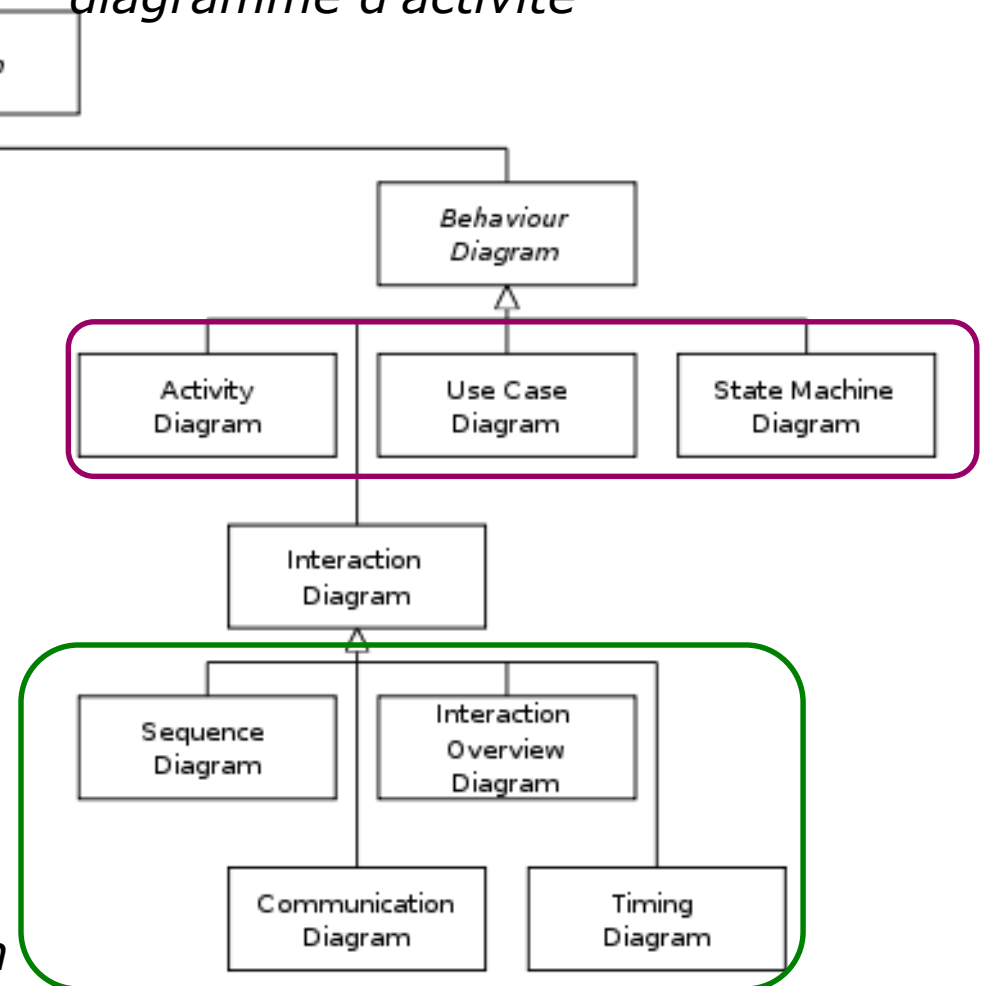 diagramme d'activité
Behaviour
Diagram
Activity
Diagram
Use Case
Diagram
State Machine
Diagram
Interaction
Diagram
Sequence
Diagram
Interaction
Overview
Diagram
Communication
Diagram
Timing
Diagram